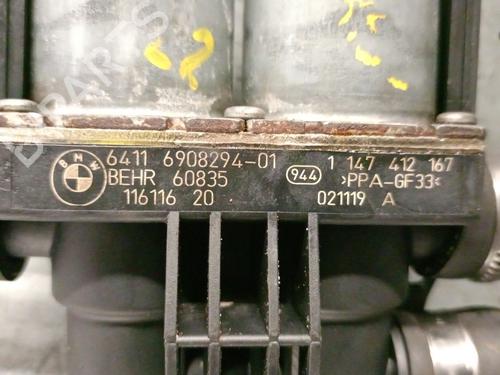 BMW
6411 6908294-01
BEHR 60835
116116 20
944
1 147 412 167
>PPA-GF33<
021119 A